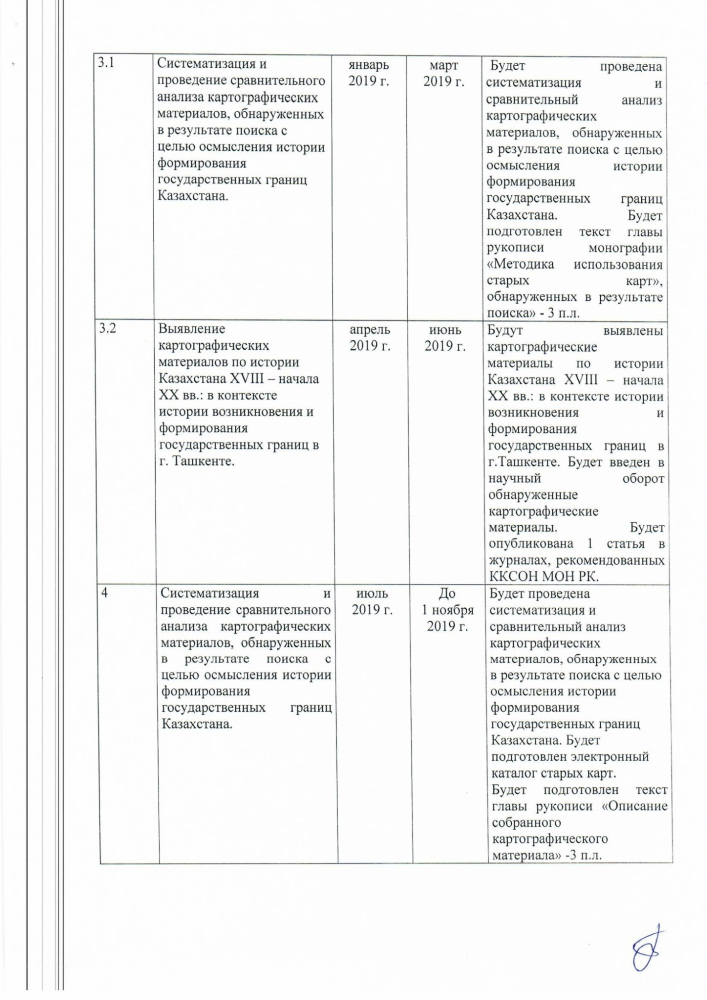 3.1
Систематизация и
проведение сравнительного
анализа картографических
материалов, обнаруженных
в результате поиска с
целью осмысления истории
формирования
государственных границ
Казахстана.
январь
2019 г.
март
2019 г.
Будет проведена
систематизация и
сравнительный анализ
картографических
материалов, обнаруженных
в результате поиска с целью
осмысления истории
формирования
государственных границ
Казахстана. Будет
подготовлен текст главы
рукописи монографии
«Методика использования
старых карт»,
обнаруженных в результате
поиска» - 3 п.л.
3.2
Выявление
картографических
материалов по истории
Казахстана XVIII – начала
XX вв.: в контексте
истории возникновения и
формирования
государственных границ в
г. Ташкенте.
апрель
2019 г.
июнь
2019 г.
Будут выявлены
картографические
материалы по истории
Казахстана XVIII – начала
XX вв.: в контексте истории
возникновения и
формирования
государственных границ в
г.Ташкенте. Будет введен в
научный оборот
обнаруженные
картографические
материалы. Будет
опубликована 1 статья в
журналах, рекомендованных
ККСОН МОН РК.
4
Систематизация и
проведение сравнительного
анализа картографических
материалов, обнаруженных
в результате поиска с
целью осмысления истории
формирования
государственных границ
Казахстана.
июль
2019 г.
До
1 ноября
2019 г.
Будет проведена
систематизация и
сравнительный анализ
картографических
материалов, обнаруженных
в результате поиска с целью
осмысления истории
формирования
государственных границ
Казахстана. Будет
подготовлен электронный
каталог старых карт.
Будет подготовлен текст
главы рукописи «Описание
собранного
картографического
материала» -3 п.л.